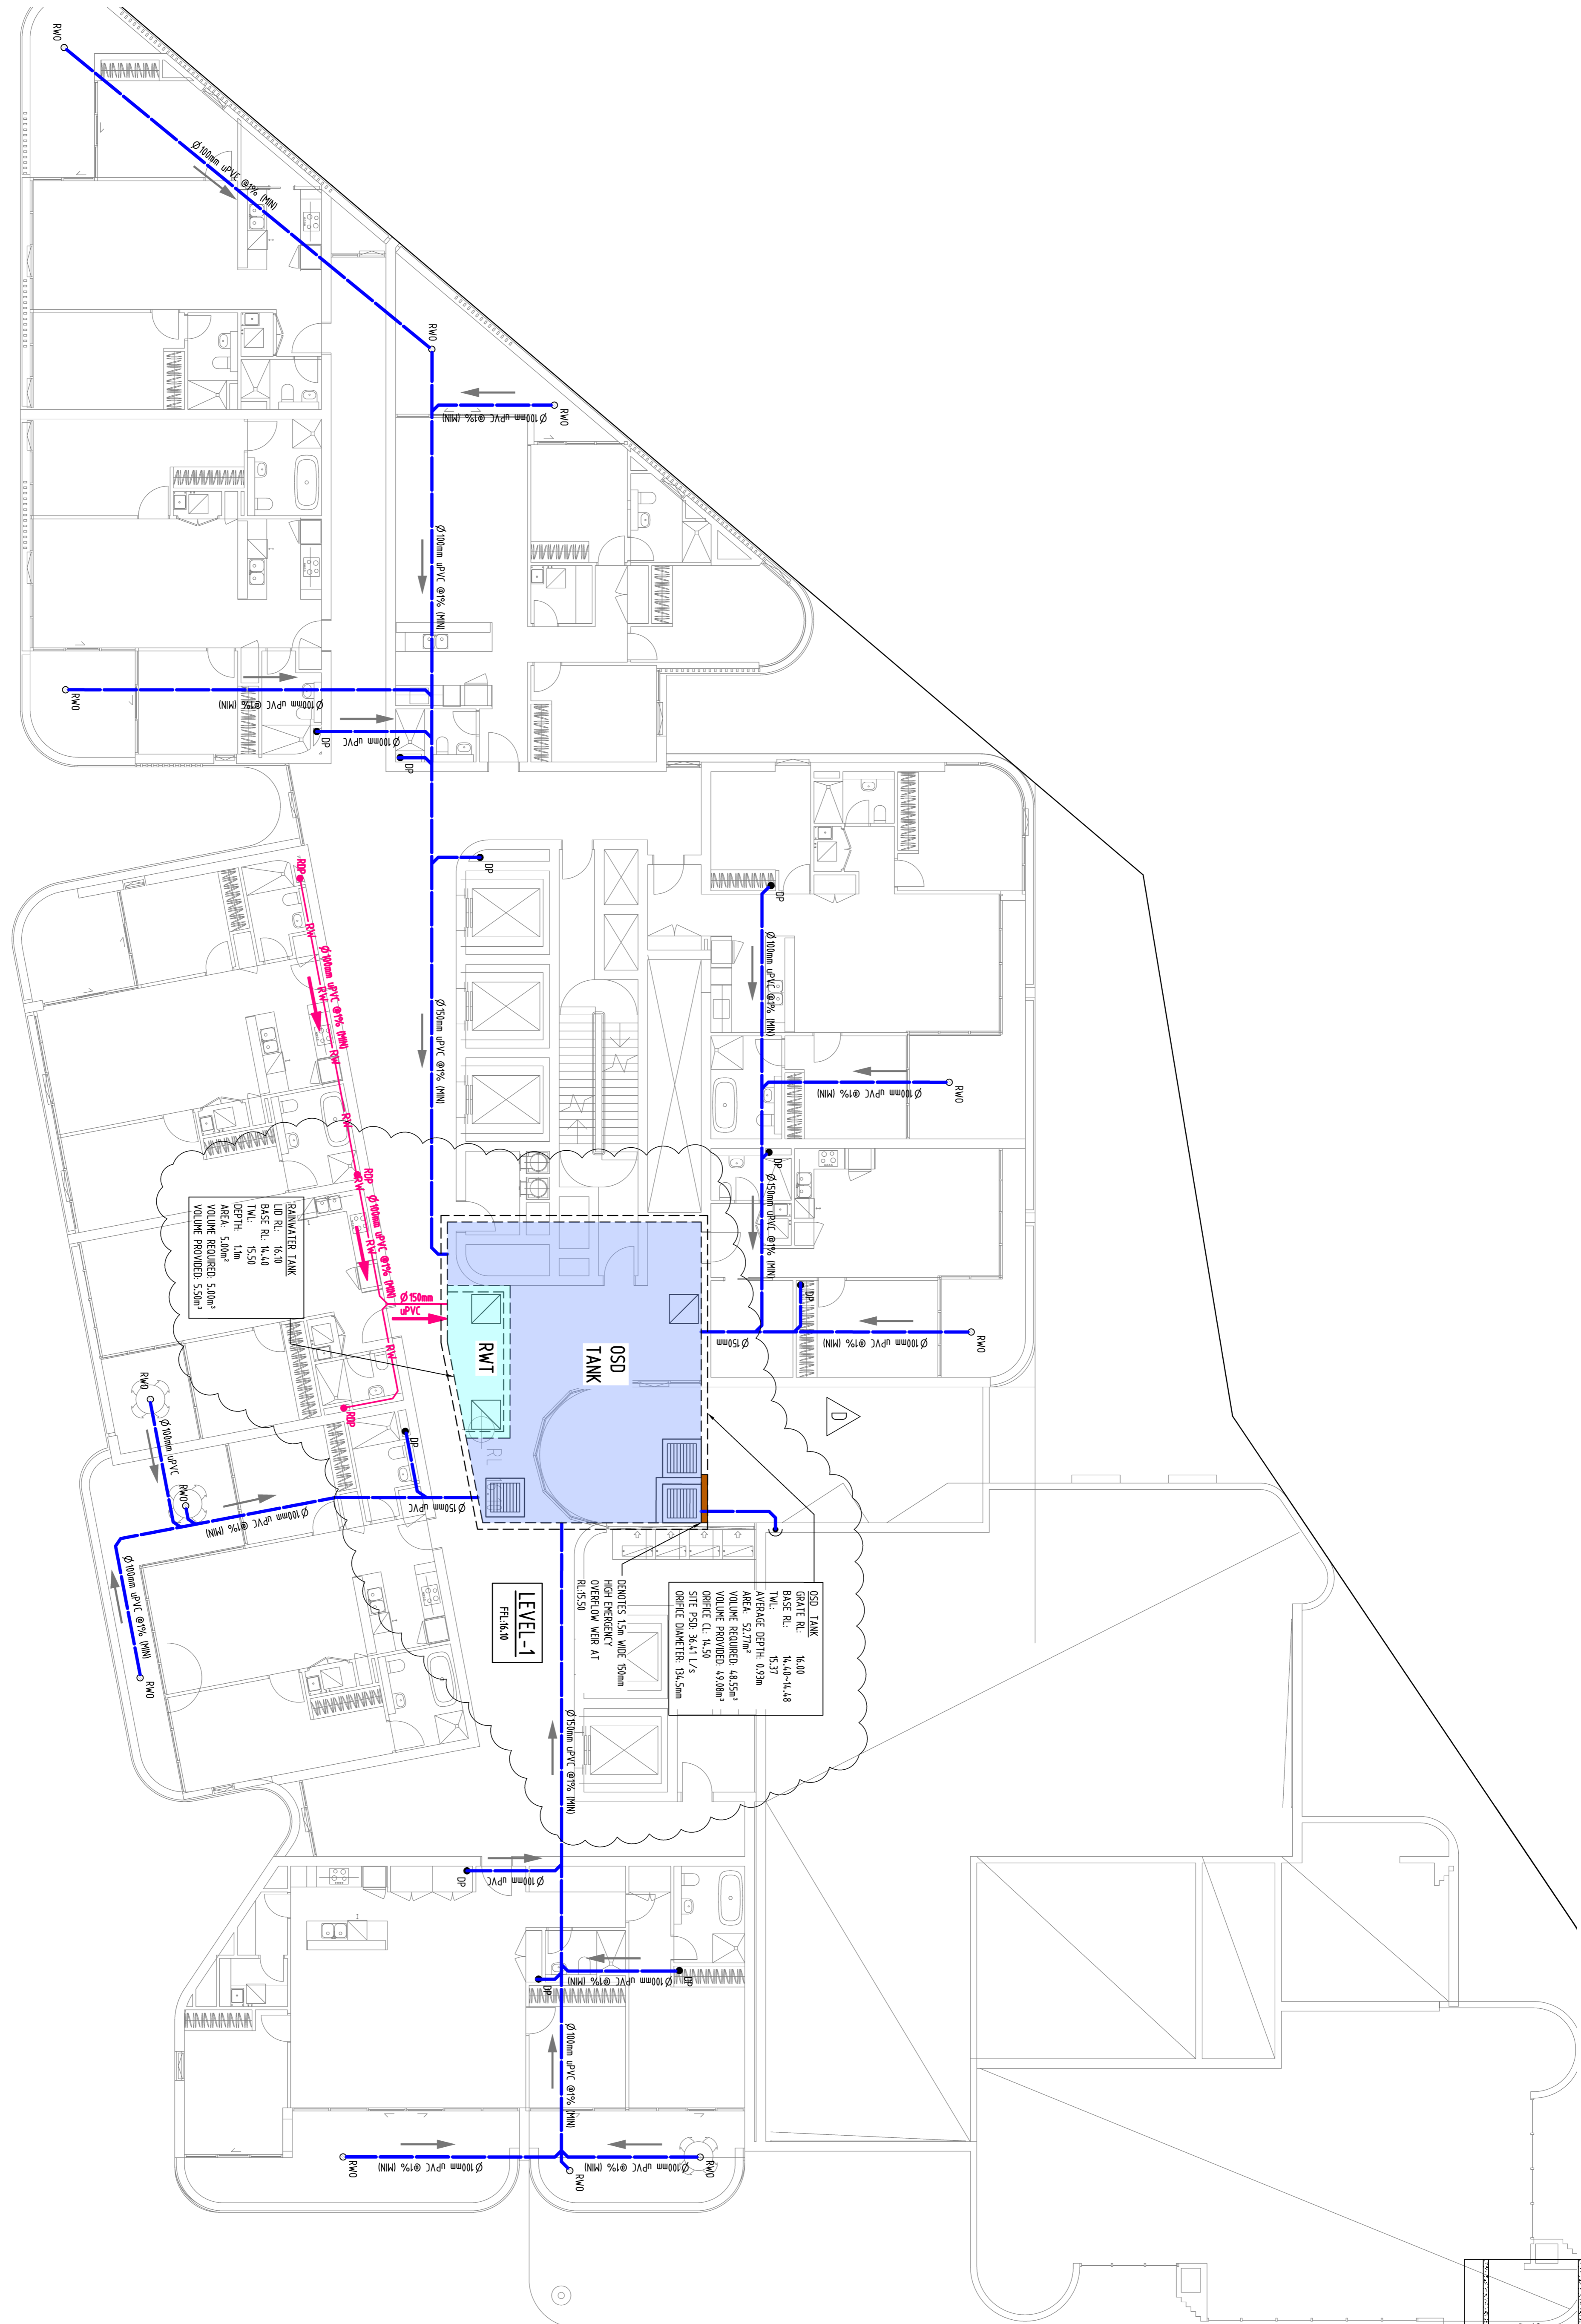 RWO
Ø100mm uPVC @1% (MIN)
RWO
RWO
Ø100mm uPVC @1% (MIN)
Ø100mm uPVC @1% (MIN)
RWO
Ø100mm uPVC @1% (MIN)
DP
Ø100mm uPVC
DP
DP
Ø150mm uPVC @1% (MIN)
DP
Ø100mm uPVC @1% (MIN)
RWO
Ø100mm uPVC @1% (MIN)
DP
Ø150mm uPVC @1% (MIN)
DP
RWO
Ø100mm uPVC @1% (MIN)
Ø150mm
RDP
RW
Ø100mm uPVC @1% (MIN)
RW
RW
RW
RDP
RW
Ø100mm uPVC @1% (MIN)
RW
Ø150mm
uPVC
RW
RDP
RAINWATER TANK
LID RL: 16.10
BASE RL: 14.40
TWL: 15.50
DEPTH: 1.1m
AREA: 5.00m²
VOLUME REQUIRED: 5.00m³
VOLUME PROVIDED: 5.50m³
OSD
TANK
RWT
RL
D
RWO
Ø100mm uPVC
RWO
DP
Ø150mm uPVC
Ø100mm uPVC @1% (MIN)
Ø100mm uPVC @1% (MIN)
RWO
OSD TANK
GRATE RL: 16.00
BASE RL: 14.40~14.48
TWL: 15.37
AVERAGE DEPTH: 0.93m
AREA: 52.77m²
VOLUME REQUIRED: 48.55m³
VOLUME PROVIDED: 49.08m³
ORIFICE CL: 14.50
SITE PSD: 36.41 L/s
ORIFICE DIAMETER: 134.5mm
DENOTES 1.5m WIDE 150mm
HIGH EMERGENCY
OVERFLOW WEIR AT
RL:15.50
LEVEL-1
FFL:16.10
Ø150mm uPVC @1% (MIN)
DP
Ø100mm uPVC
DP
Ø100mm uPVC @1% (MIN)
DP
Ø100mm uPVC @1% (MIN)
RWO
Ø100mm uPVC @1% (MIN)
RWO
Ø100mm uPVC @1% (MIN)
RWO